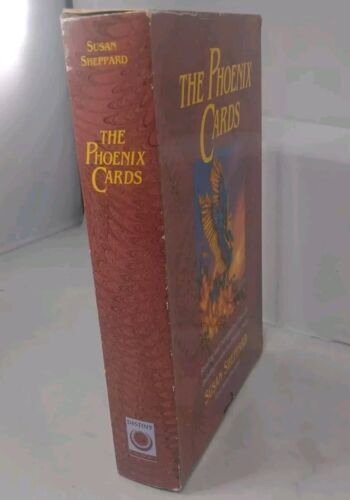 SUSAN
SHEPPARD
THE
PHOENIX
CARDS
DESTINY
THE PHOENIX
CARDS
SUSAN SHEPPARD